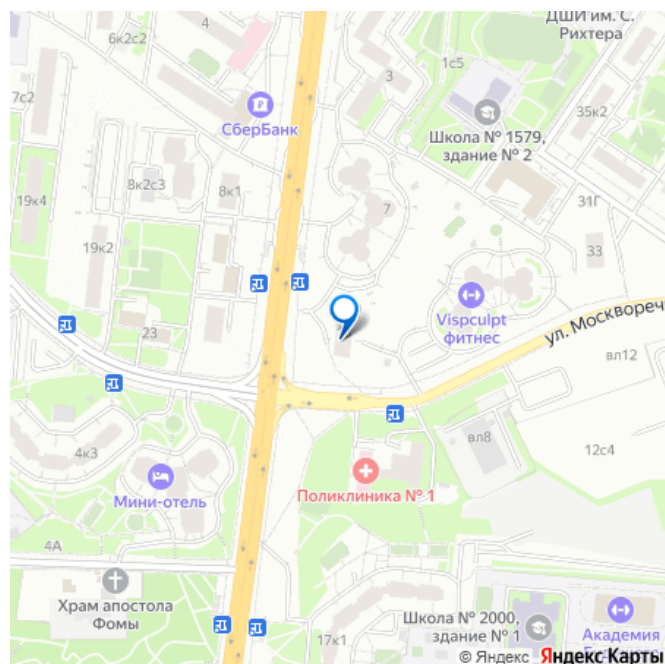 ДШИ им. С.
Рихтера
6к2с2
3
1с5
7с2
СберБанк
35к2
Школа № 1579,
здание № 2
8к2с3
8к1
19к4
7
31Г
19к2
33
23
Vispculpt
фитнес
ул. Москвореч
вл12
4к3
вл8
12с4
Мини-отель
Поликлиника № 1
4А
Храм апостола
Фомы
17к1
Школа № 2000,
здание № 1
Академия
© Яндекс Яндекс Карты